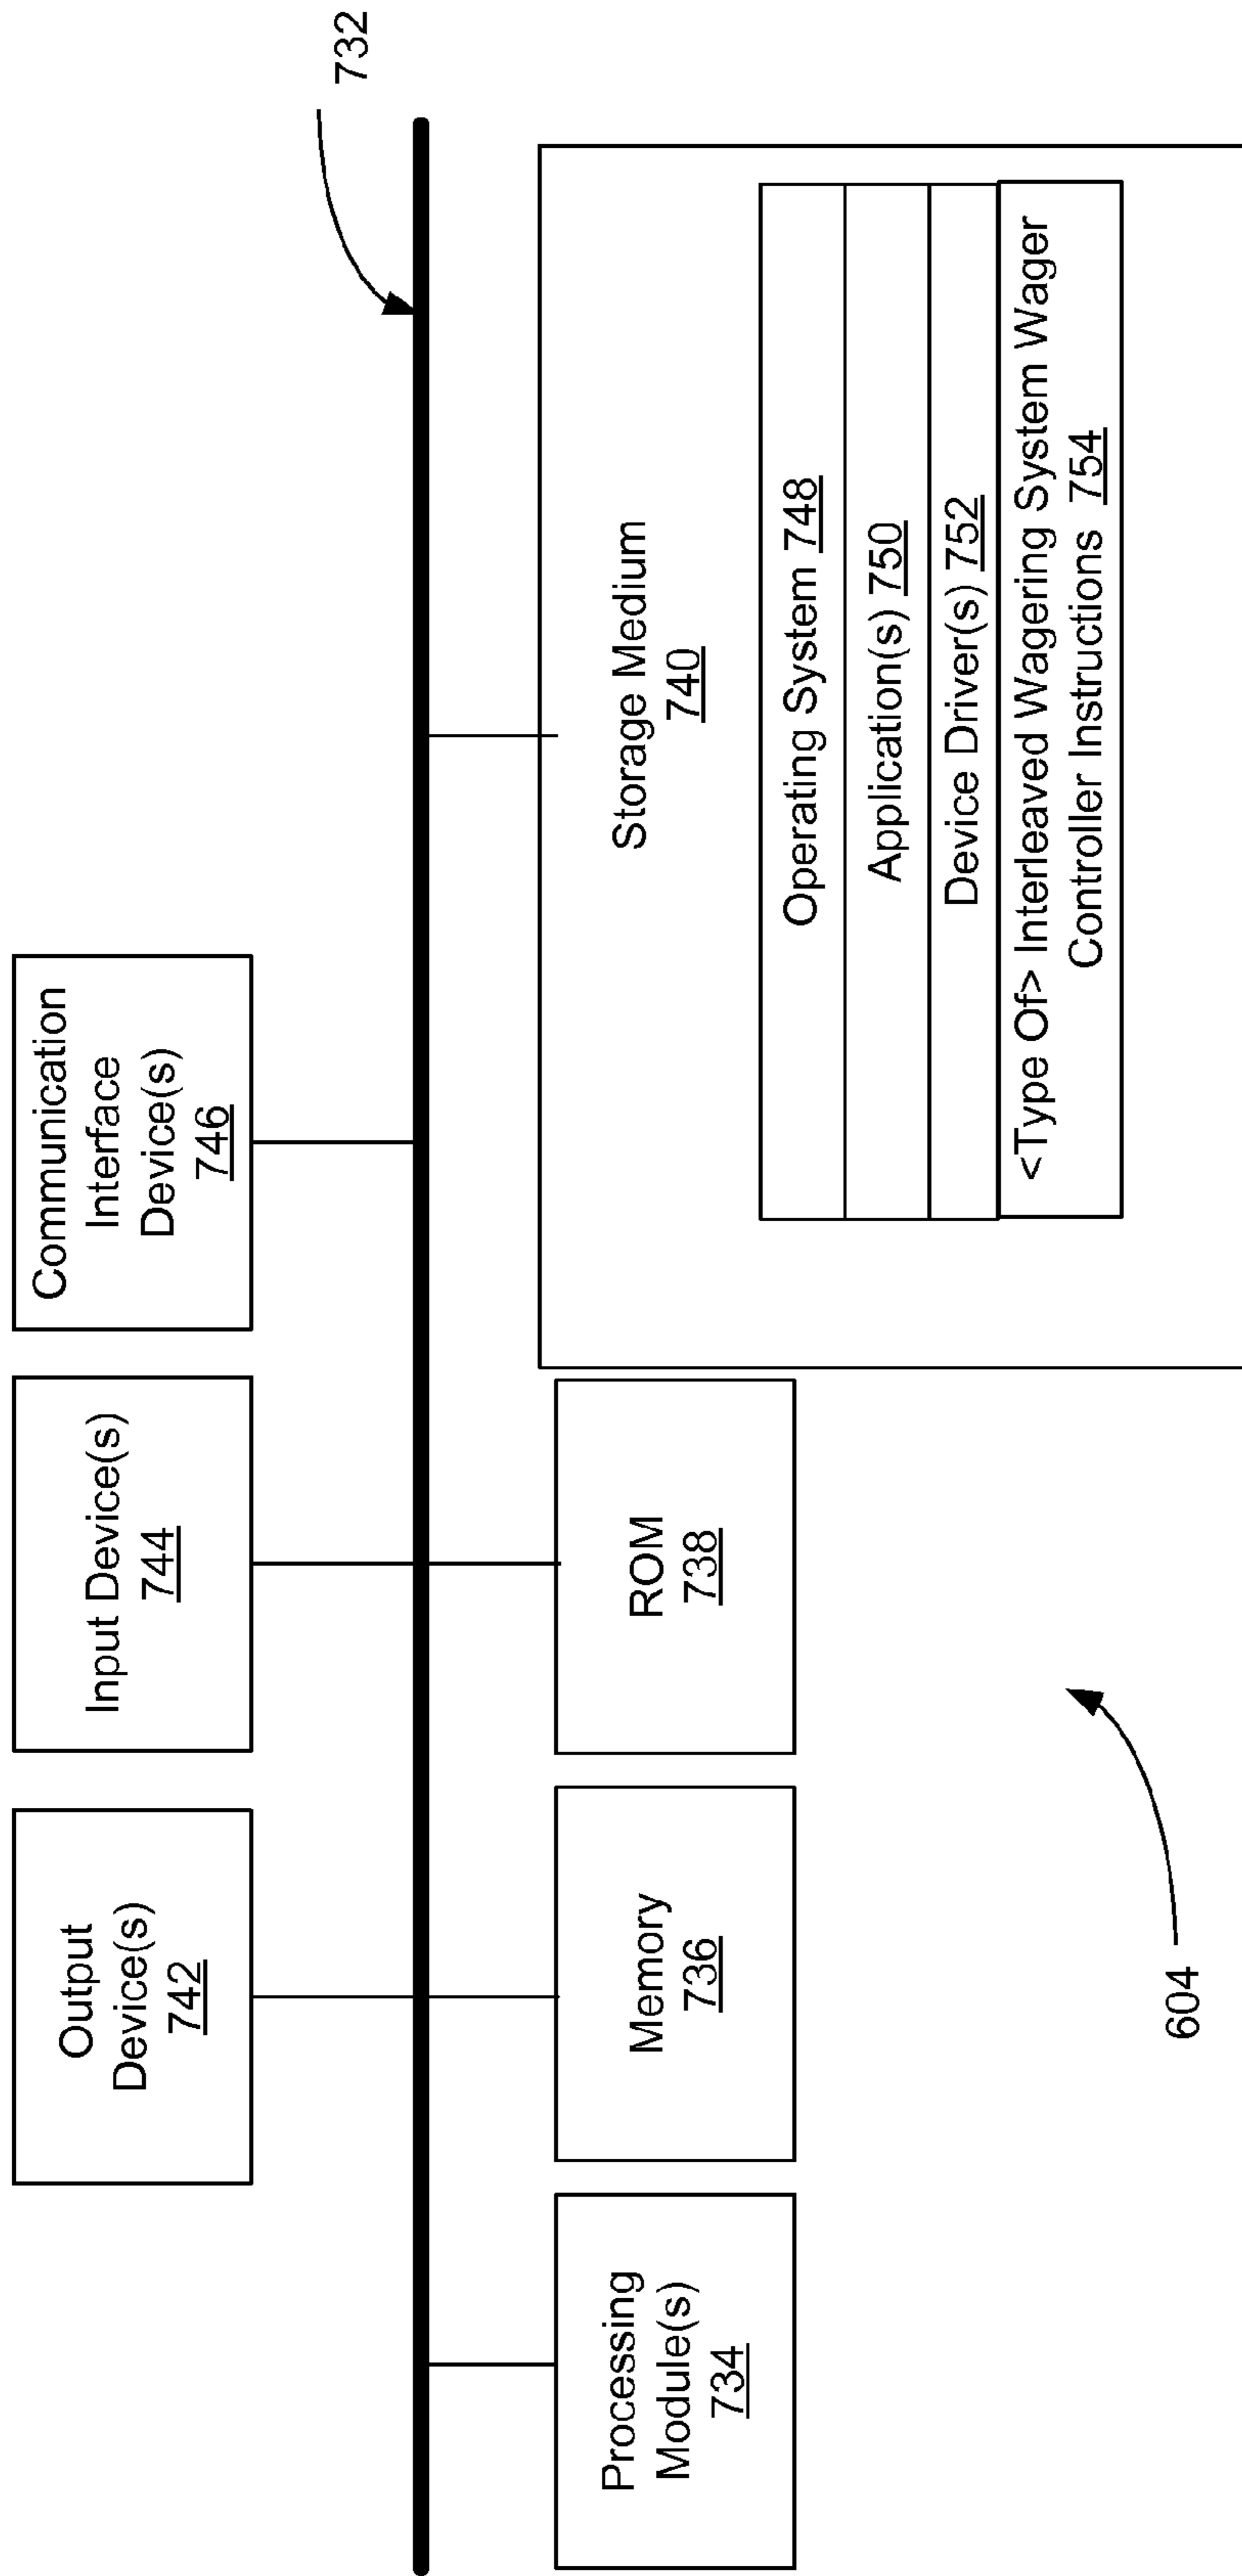 Output
Device(s)
742
Input Device(s)
744
Communication
Interface
Device(s)
746
732
Processing
Module(s)
734
Memory
736
ROM
738
Storage Medium
740
Operating System 748
Application(s) 750
Device Driver(s) 752
<Type Of> Interleaved Wagering System Wager
Controller Instructions 754
604